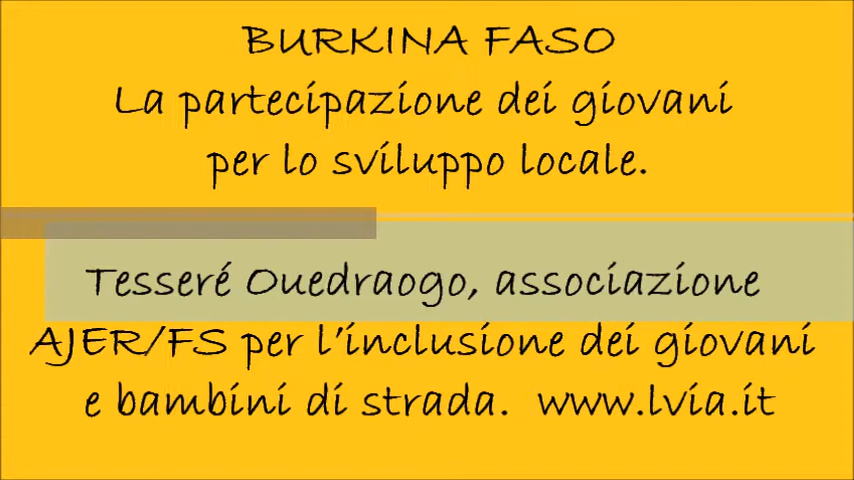 BURKINA FASO
La partecipazione dei giovani
per lo sviluppo locale.
Tesseré Ouedraogo, associazione
AJER/FS per l'inclusione dei giovani
e bambini di strada. www.lvia.it